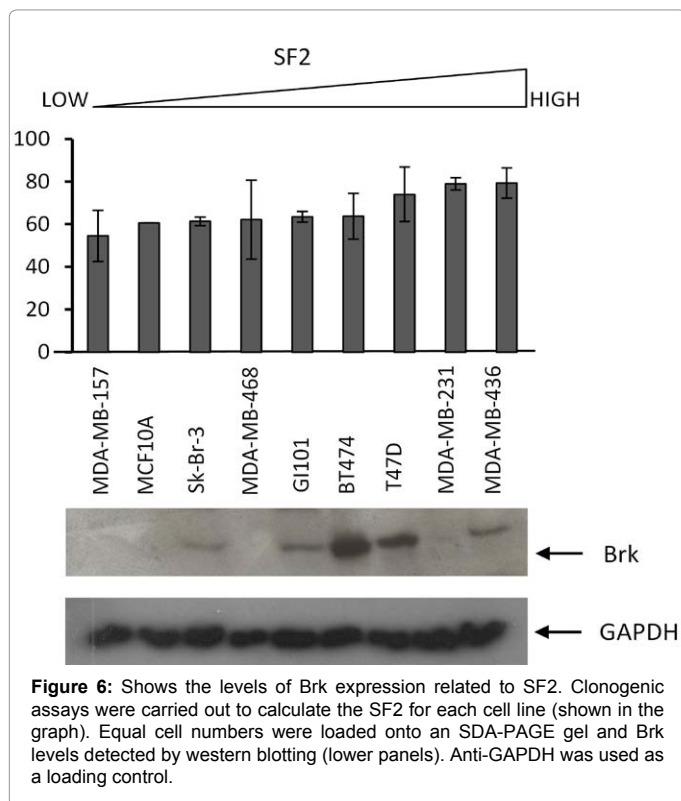 SF2
LOW
HIGH
100
80
60
40
20
0
MDA-MB-157
MCF10A
Sk-Br-3
MDA-MB-468
GI101
BT474
T47D
MDA-MB-231
MDA-MB-436
Brk
GAPDH
Figure 6: Shows the levels of Brk expression related to SF2. Clonogenic
assays were carried out to calculate the SF2 for each cell line (shown in the
graph). Equal cell numbers were loaded onto an SDA-PAGE gel and Brk
levels detected by western blotting (lower panels). Anti-GAPDH was used as
a loading control.